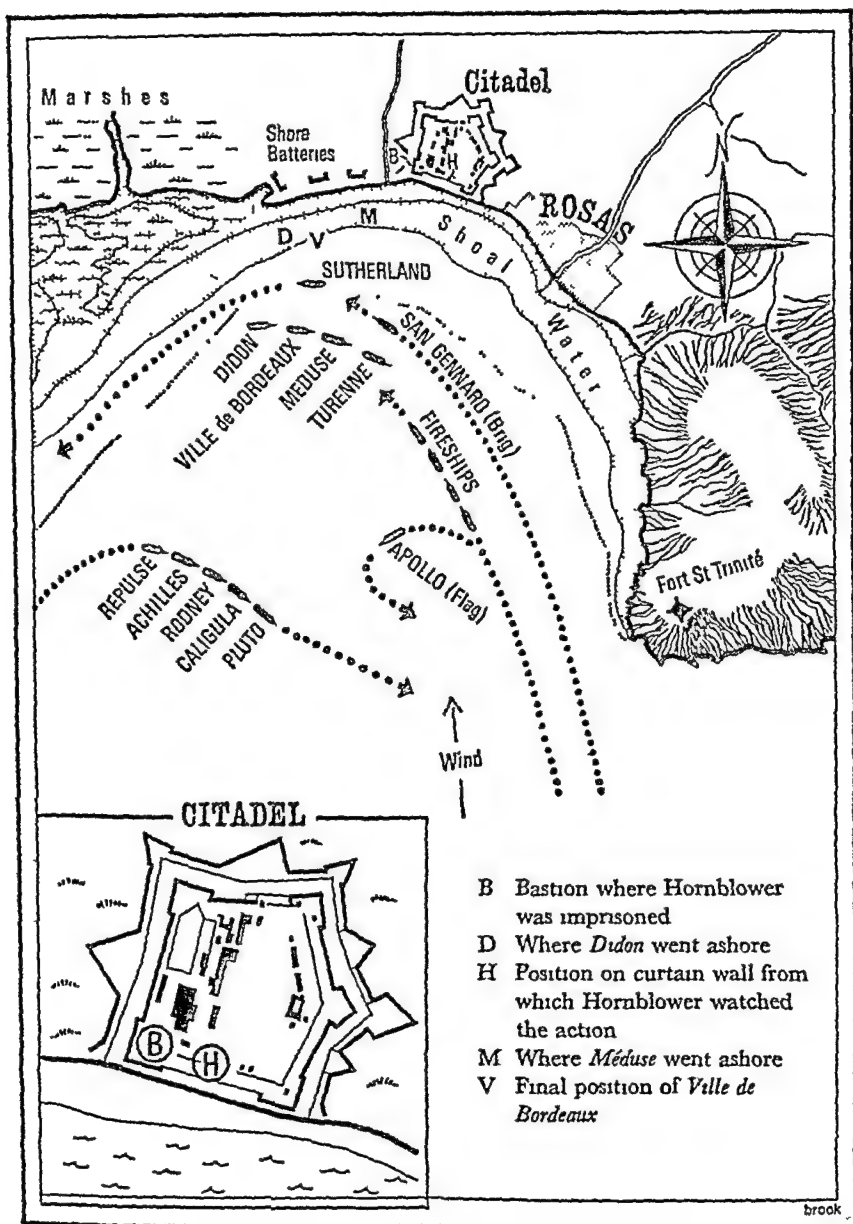 Marshes
Citadel
Shore
Batteries
B
H
ROSAS
M
D
V
Shoal
Water
SUTHERLAND
DIDON
VILLE de BORDEAUX
MEDUSE
TURENNE
SAN GENNARD (Brig)
FIRESHIPS
APOLLO (Flag)
Fort St Trinité
REPULSE
ACHILLES
RODNEY
CALIGULA
PLUTO
Wind
CITADEL
B
H
B Bastion where Hornblower
was imprisoned
D Where Didon went ashore
H Position on curtain wall from
which Hornblower watched
the action
M Where Méduse went ashore
V Final position of Ville de
Bordeaux
brook